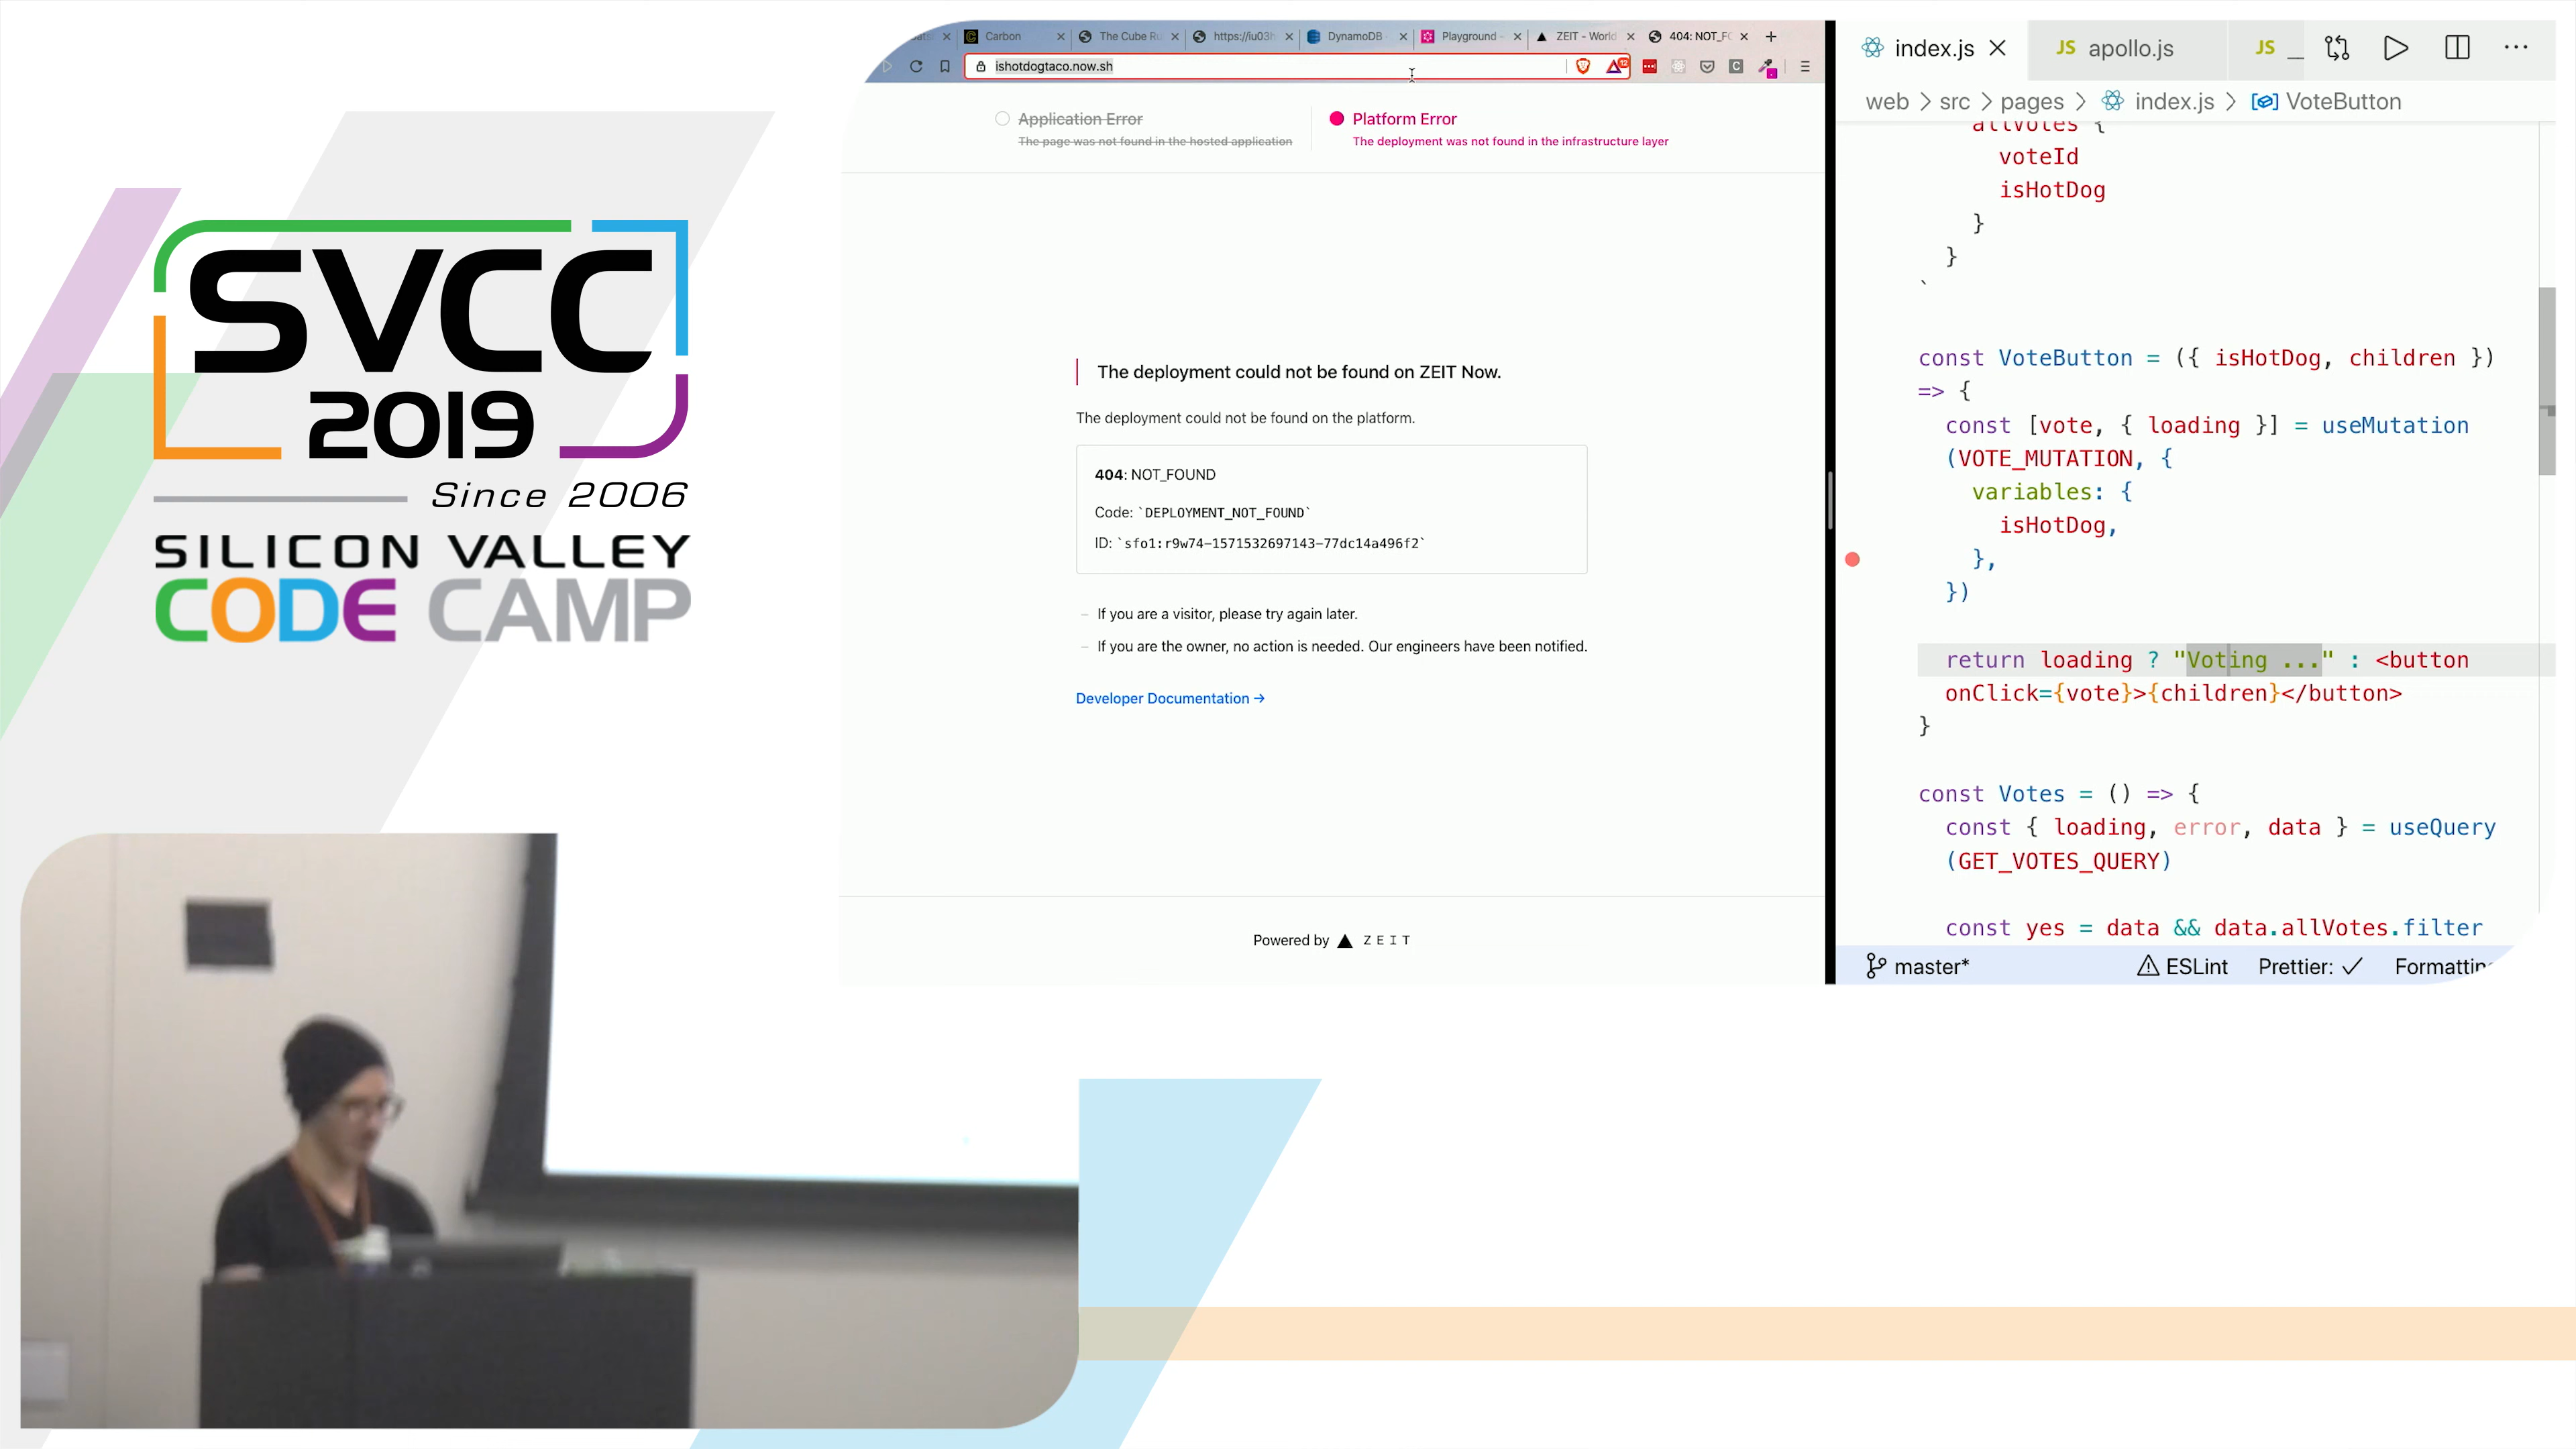 SVCC
2019
Since 2006
SILICON VALLEY
CODE CAMP
Carbon
The Cube Ru
https://iu03h
DynamoDB
Playground -
ZEIT - World
404: NOT_FO
ishotdogtaco.now.sh
Application Error
The page was not found in the hosted application
Platform Error
The deployment was not found in the infrastructure layer
The deployment could not be found on ZEIT Now.
The deployment could not be found on the platform.
404: NOT_FOUND
Code: `DEPLOYMENT_NOT_FOUND`
ID: `sfo1:r9w74-1571532697143-77dc14a496f2`
– If you are a visitor, please try again later.
– If you are the owner, no action is needed. Our engineers have been notified.
Developer Documentation →
Powered by ▲ ZEIT
index.js
JS apollo.js
JS _
web > src > pages > index.js > VoteButton
allVotes {
voteId
isHotDog
}
}
`
const VoteButton = ({ isHotDog, children })
=> {
const [vote, { loading }] = useMutation
(VOTE_MUTATION, {
variables: {
isHotDog,
},
})
return loading ? "Voting ..." : <button
onClick={vote}>{children}</button>
}
const Votes = () => {
const { loading, error, data } = useQuery
(GET_VOTES_QUERY)
const yes = data && data.allVotes.filter
master*
ESLint
Prettier: ✓
Formatting